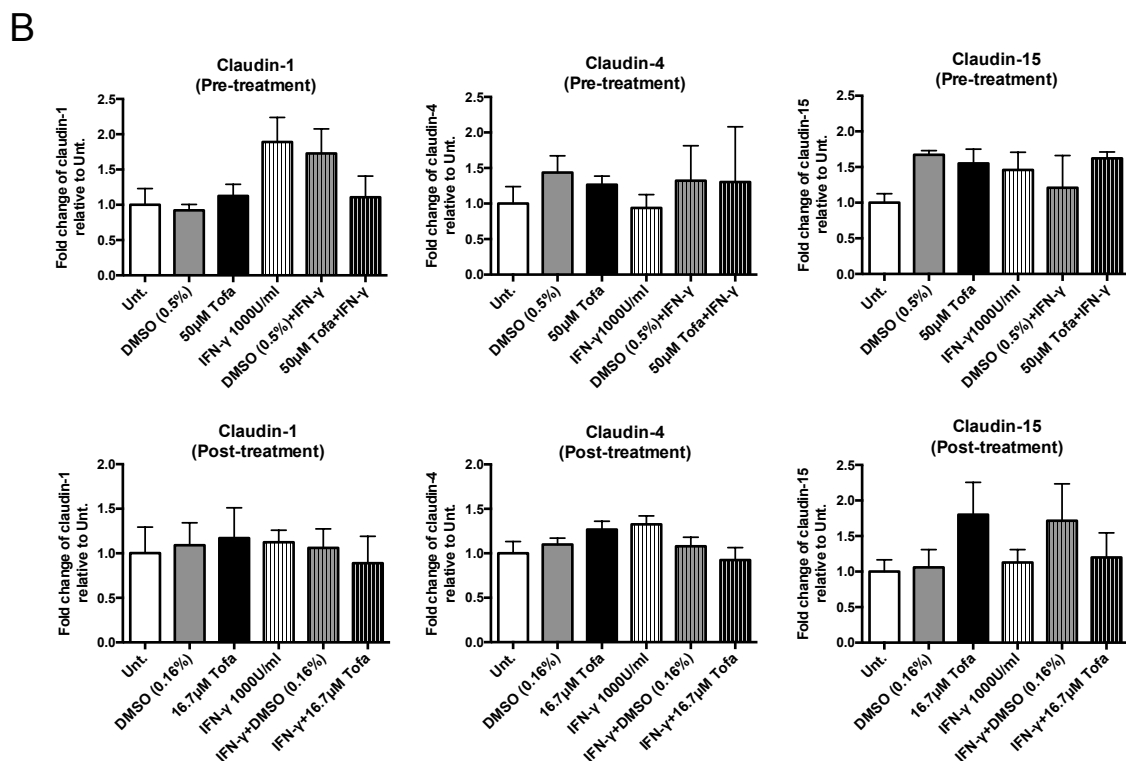 B
Claudin-1
(Pre-treatment)
Fold change of claudin-1
relative to Unt.
2.5
2.0
1.5
1.0
0.5
0.0
Unt.
DMSO (0.5%)
50µM Tofa
IFN-γ 1000U/ml
DMSO (0.5%)+IFN-γ
50µM Tofa+IFN-γ
Claudin-4
(Pre-treatment)
Fold change of claudin-4
relative to Unt.
2.5
2.0
1.5
1.0
0.5
0.0
Unt.
DMSO (0.5%)
50µM Tofa
IFN-γ 1000U/ml
DMSO (0.5%)+IFN-γ
50µM Tofa+IFN-γ
Claudin-15
(Pre-treatment)
Fold change of claudin-15
relative to Unt.
2.5
2.0
1.5
1.0
0.5
0.0
Unt.
DMSO (0.5%)
50µM Tofa
IFN-γ1000U/ml
DMSO (0.5%)+IFN-γ
50µM Tofa+IFN-γ
Claudin-1
(Post-treatment)
Fold change of claudin-1
relative to Unt.
2.0
1.5
1.0
0.5
0.0
Unt.
DMSO (0.16%)
16.7µM Tofa
IFN-γ 1000U/ml
IFN-γ+DMSO (0.16%)
IFN-γ+16.7µM Tofa
Claudin-4
(Post-treatment)
Fold change of claudin-4
relative to Unt.
2.0
1.5
1.0
0.5
0.0
Unt.
DMSO (0.16%)
16.7µM Tofa
IFN-γ 1000U/ml
IFN-γ+DMSO (0.16%)
IFN-γ+16.7µM Tofa
Claudin-15
(Post-treatment)
Fold change of claudin-15
relative to Unt.
2.5
2.0
1.5
1.0
0.5
0.0
Unt.
DMSO (0.16%)
16.7µM Tofa
IFN-γ 1000U/ml
IFN-γ+DMSO (0.16%)
IFN-γ+16.7µM Tofa